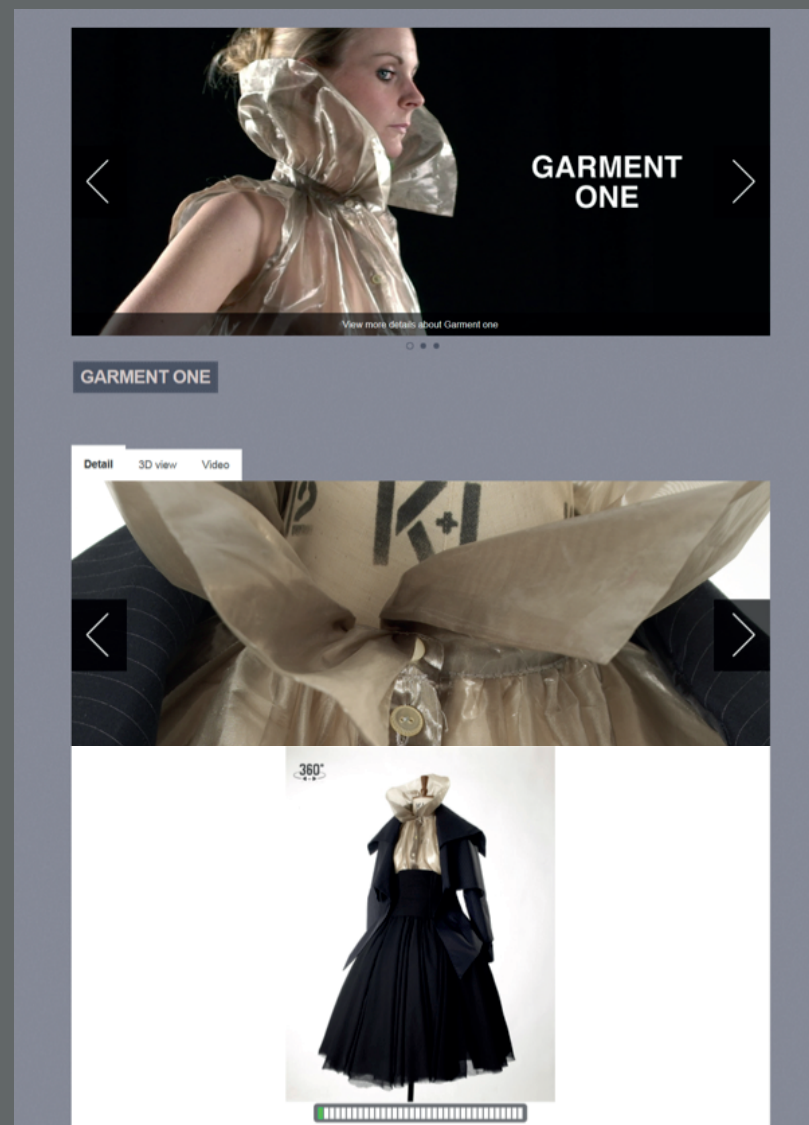 GARMENT
ONE
View more details about Garment one
GARMENT ONE
Detail 3D view Video
360°